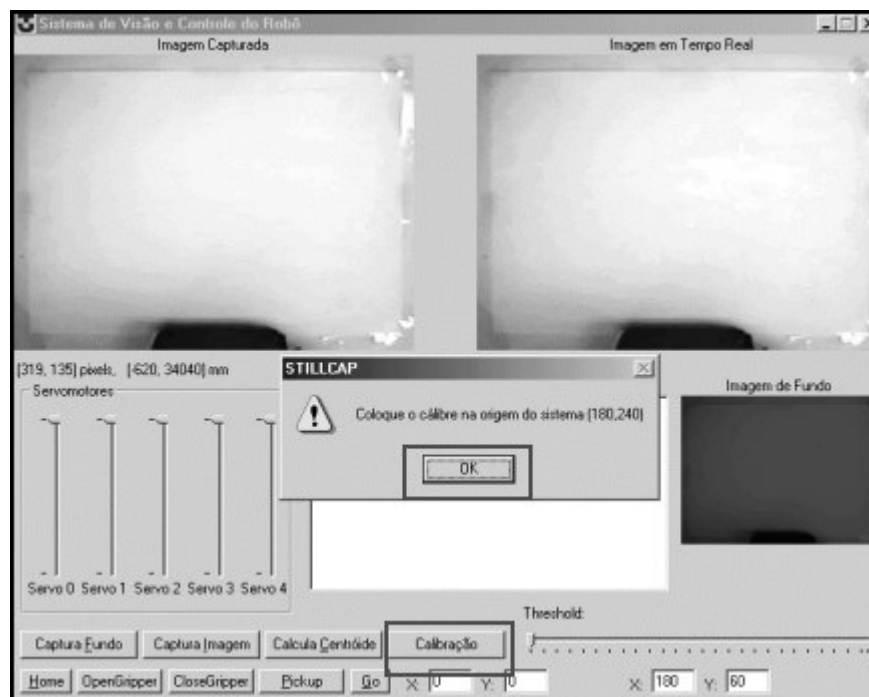 Sistema de Visão e Controle do Robô
Imagem Capturada
Imagem em Tempo Real
[319, 135] pixels, [-620, 34040] mm
STILLCAP
Coloque o cálibre na origem do sistema (180,240)
OK
Imagem de Fundo
Servomotores
Servo 0 Servo 1 Servo 2 Servo 3 Servo 4
Threshold:
Captura Fundo Captura Imagem Calcula Centróide Calibração
Home OpenGripper CloseGripper Pickup Go X: 0 Y: 0 X: 180 Y: 60